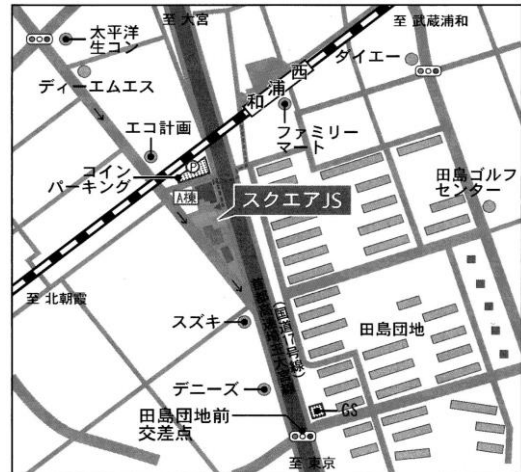 至 大宮
至 武蔵浦和
太平洋
生コン
ダイエー
ディーエムエス
西浦和
エコ計画
ファミリー
マート
P
コイン
パーキング
田島ゴルフ
センター
A棟
スクエアJS
至 北朝霞
(国道17号線)
スズキ
田島団地
デニーズ
GS
田島団地前
交差点
至 東京